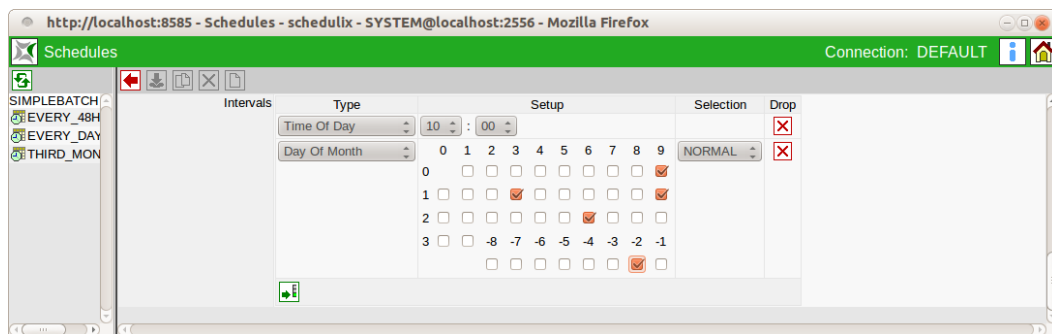 http://localhost:8585 - Schedules - schedulix - SYSTEM@localhost:2556 - Mozilla Firefox
Schedules
Connection: DEFAULT
SIMPLEBATCH
EVERY_48H
EVERY_DAY
THIRD_MON
Intervals Type Setup Selection Drop
Time Of Day 10 : 00
Day Of Month 0 1 2 3 4 5 6 7 8 9 NORMAL
0
1
2
3 -8 -7 -6 -5 -4 -3 -2 -1